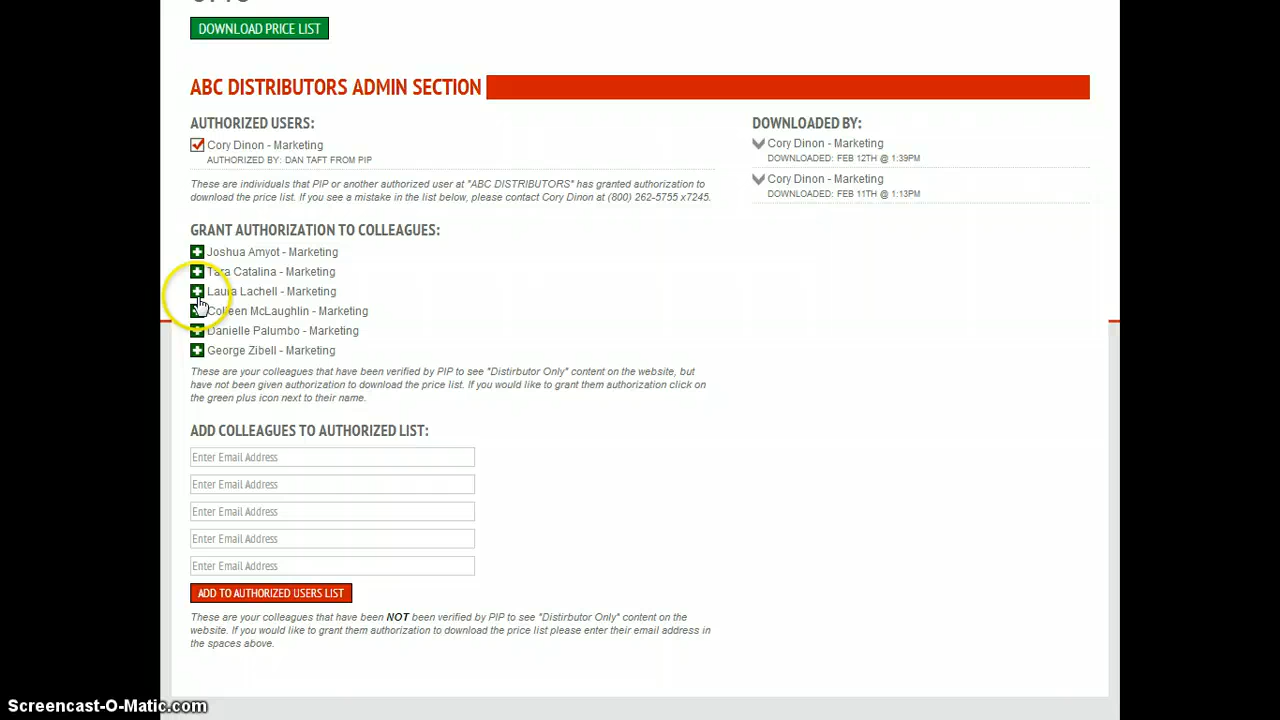 DOWNLOAD PRICE LIST
ABC DISTRIBUTORS ADMIN SECTION
AUTHORIZED USERS:
Cory Dinon - Marketing
AUTHORIZED BY: DAN TAFT FROM PIP
These are individuals that PIP or another authorized user at "ABC DISTRIBUTORS" has granted authorization to
download the price list. If you see a mistake in the list below, please contact Cory Dinon at (800) 262-5755 x7245.
GRANT AUTHORIZATION TO COLLEAGUES:
Joshua Amyot - Marketing
Tara Catalina - Marketing
Laura Lachell - Marketing
Colleen McLaughlin - Marketing
Danielle Palumbo - Marketing
George Zibell - Marketing
These are your colleagues that have been verified by PIP to see "Distirbutor Only" content on the website, but
have not been given authorization to download the price list. If you would like to grant them authorization click on
the green plus icon next to their name.
ADD COLLEAGUES TO AUTHORIZED LIST:
Enter Email Address
Enter Email Address
Enter Email Address
Enter Email Address
Enter Email Address
ADD TO AUTHORIZED USERS LIST
These are your colleagues that have been NOT been verified by PIP to see "Distirbutor Only" content on the
website. If you would like to grant them authorization to download the price list please enter their email address in
the spaces above.
DOWNLOADED BY:
Cory Dinon - Marketing
DOWNLOADED: FEB 12TH @ 1:39PM
Cory Dinon - Marketing
DOWNLOADED: FEB 11TH @ 1:13PM
Screencast-O-Matic.com